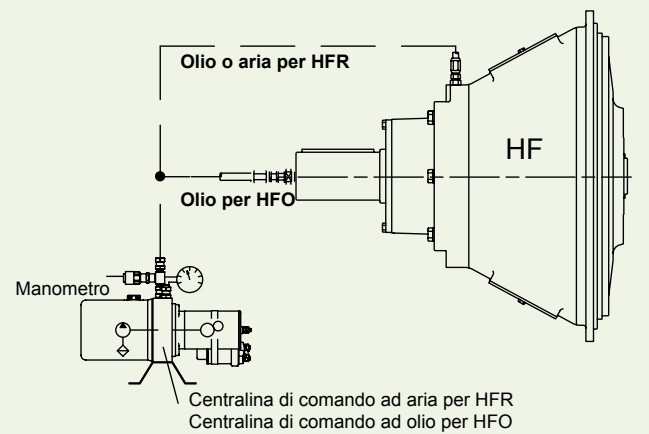 Olio o aria per HFR
HF
Olio per HFO
Manometro
Centralina di comando ad aria per HFR
Centralina di comando ad olio per HFO